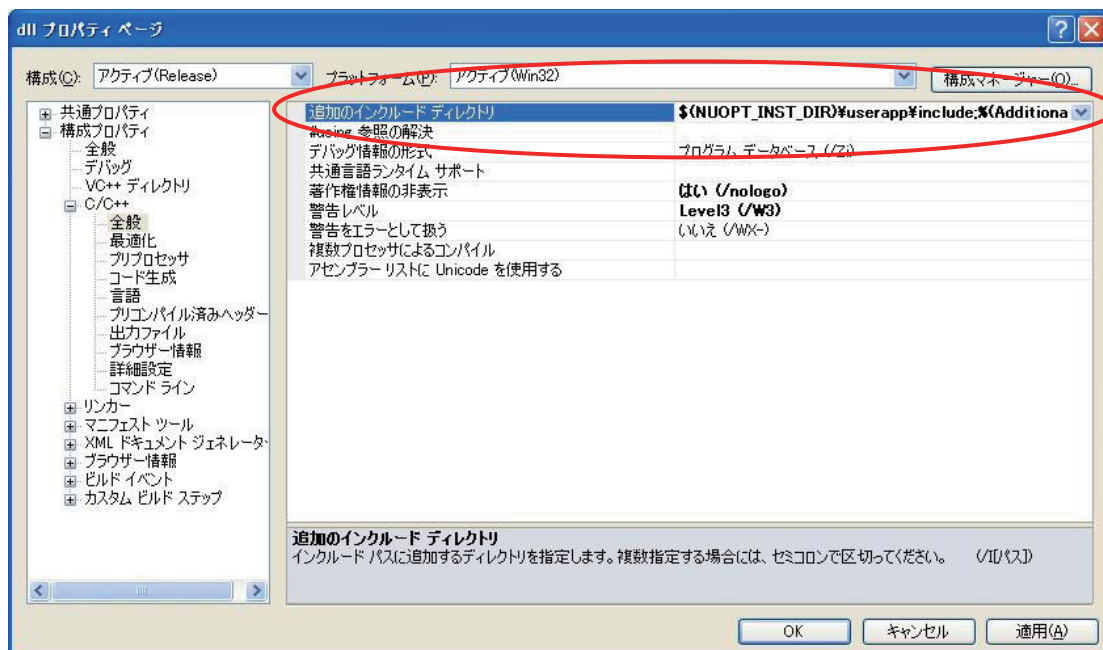 dll プロパティ ページ
構成(C): アクティブ(Release) プラットフォーム(P): アクティブ(Win32) 構成マネージャー(O)...
共通プロパティ
構成プロパティ
全般
デバッグ
VC++ ディレクトリ
C/C++
全般
最適化
プリプロセッサ
コード生成
言語
プリコンパイル済みヘッダー
出力ファイル
ブラウザー情報
詳細設定
コマンド ライン
リンカー
マニフェスト ツール
XML ドキュメント ジェネレータ
ブラウザー情報
ビルド イベント
カスタム ビルド ステップ
追加のインクルード ディレクトリ $(NUOPT_INST_DIR)¥userapp¥include;%(Additiona
#using 参照の解決
デバッグ情報の形式 プログラム データベース (/Zi)
共通言語ランタイム サポート
著作権情報の非表示 はい (/nologo)
警告レベル Level3 (/W3)
警告をエラーとして扱う いいえ (/WX-)
複数プロセッサによるコンパイル
アセンブラー リストに Unicode を使用する
追加のインクルード ディレクトリ
インクルード パスに追加するディレクトリを指定します。複数指定する場合には、セミコロンで区切ってください。 (/I[パス])
OK キャンセル 適用(A)